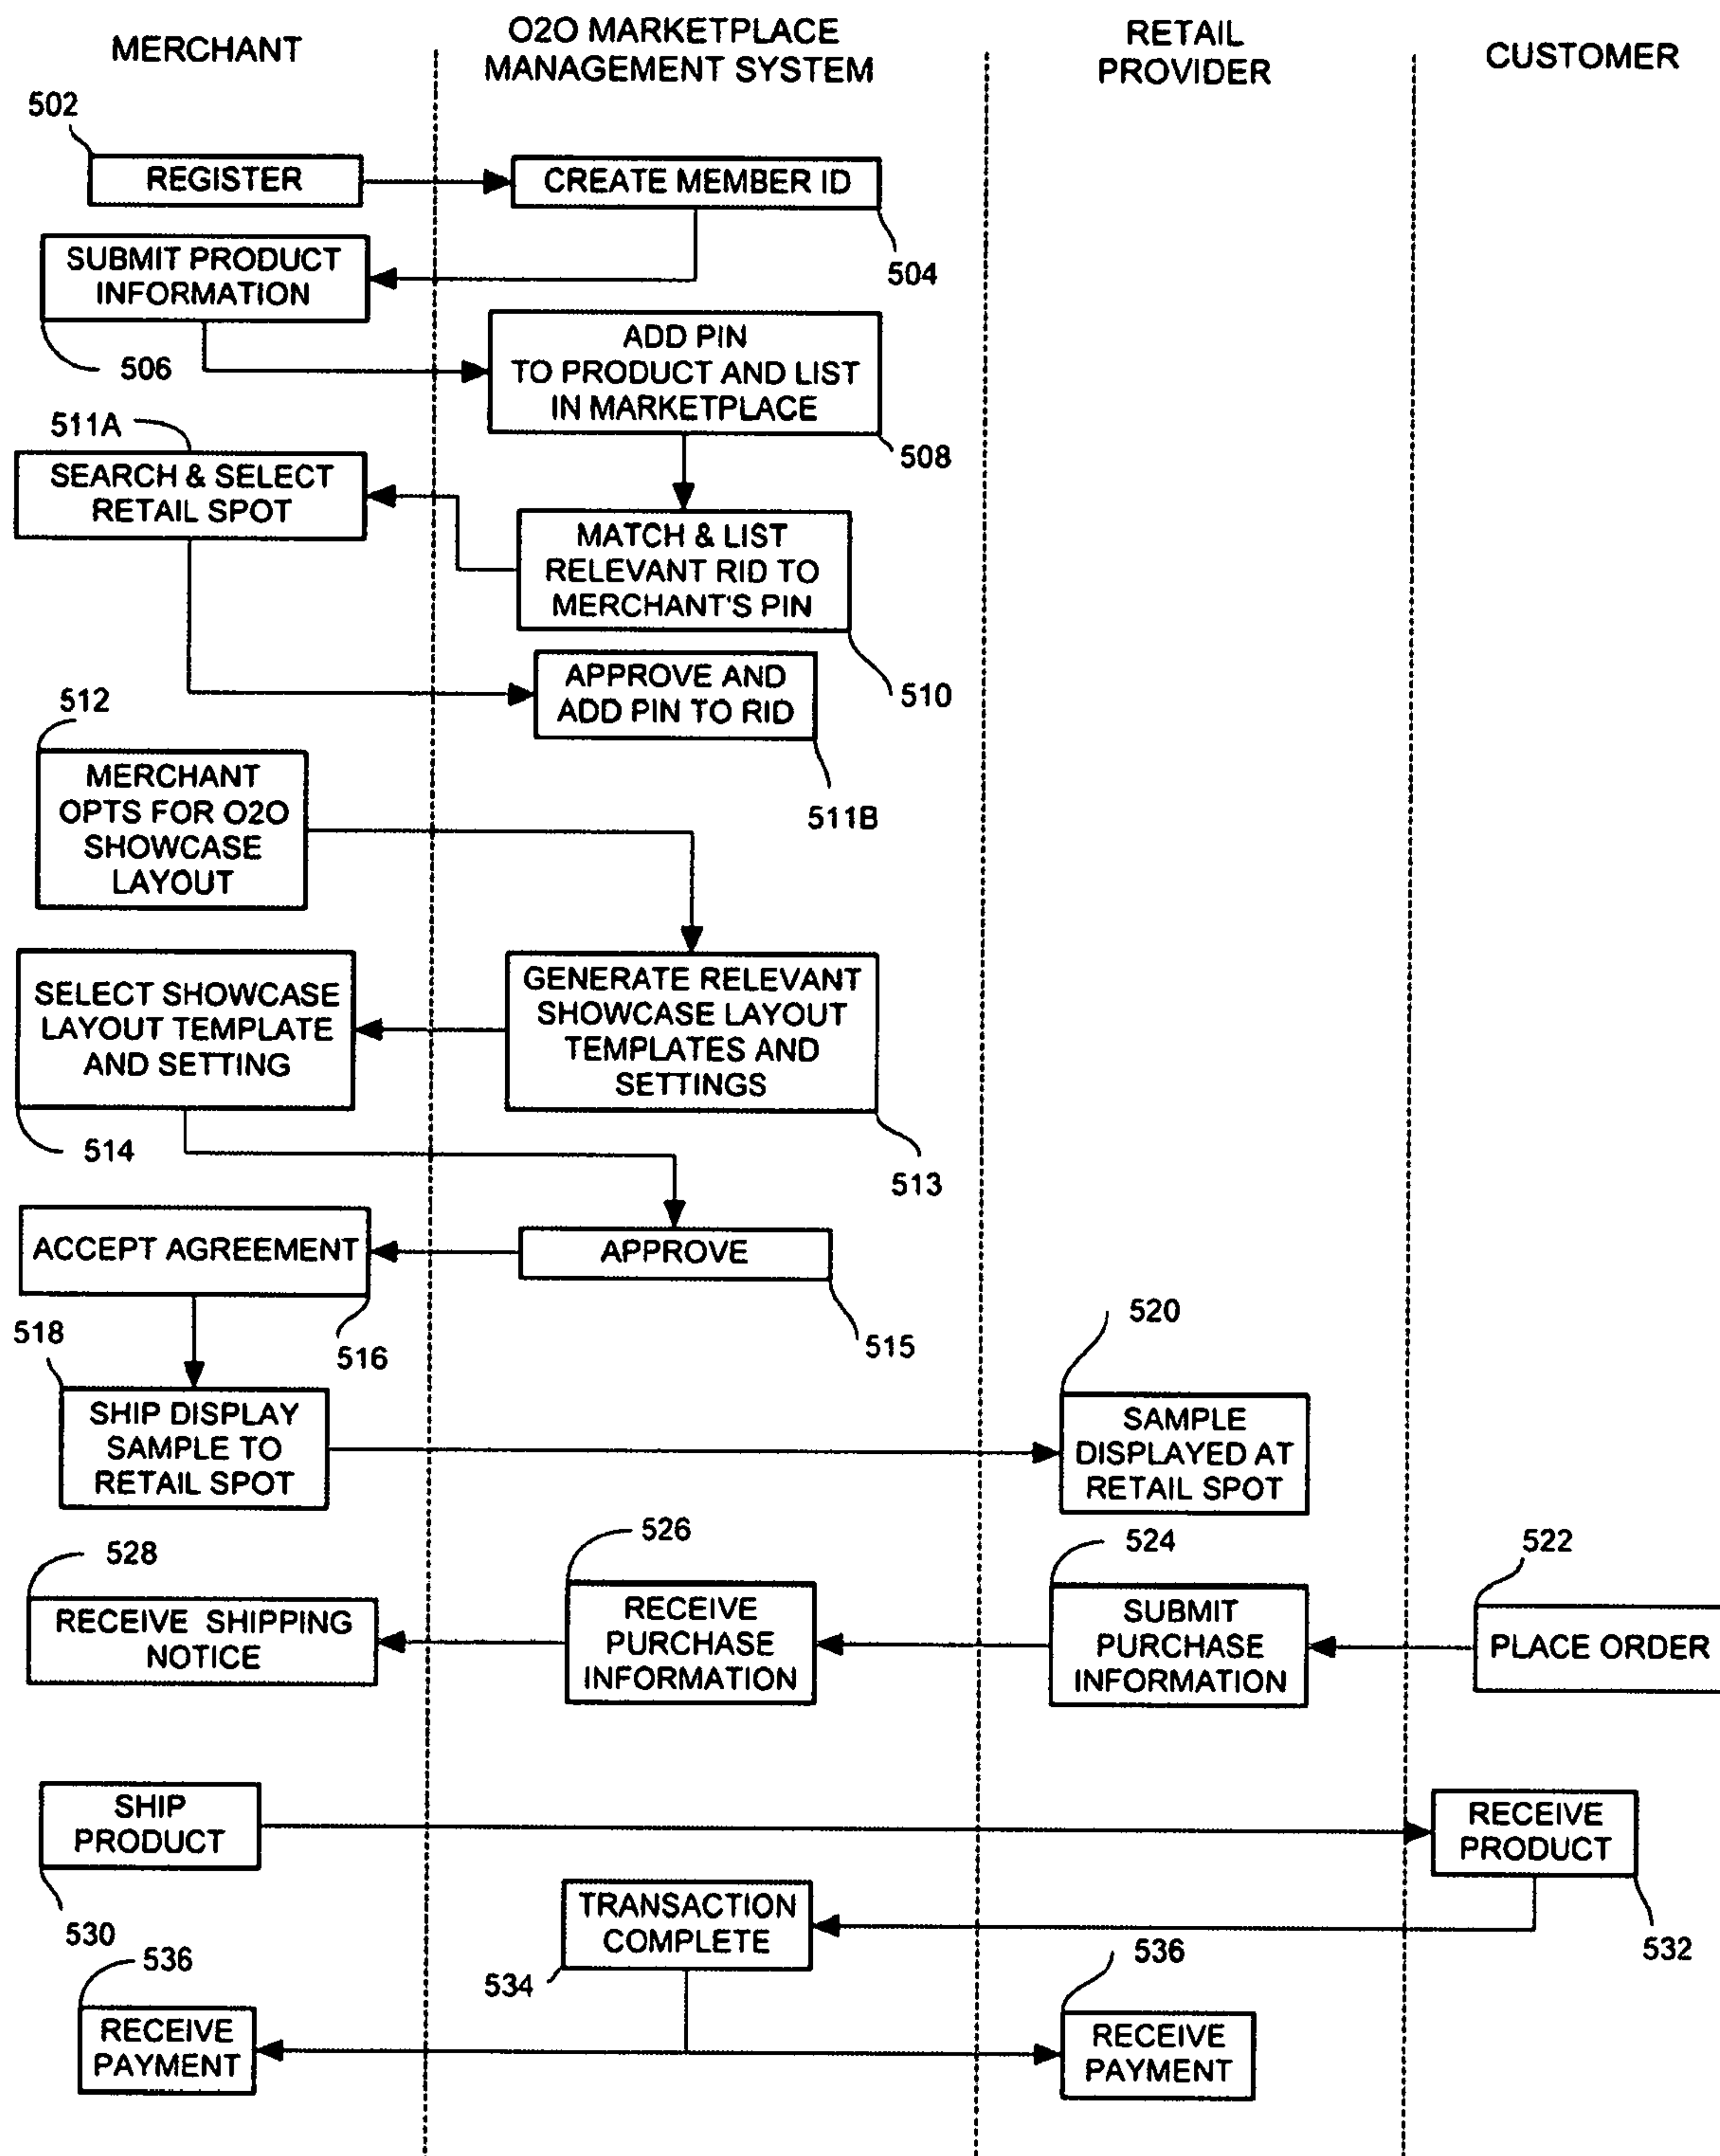 MERCHANT
O2O MARKETPLACE
MANAGEMENT SYSTEM
RETAIL
PROVIDER
CUSTOMER
502
REGISTER
CREATE MEMBER ID
504
SUBMIT PRODUCT
INFORMATION
506
ADD PIN
TO PRODUCT AND LIST
IN MARKETPLACE
508
511A
SEARCH & SELECT
RETAIL SPOT
MATCH & LIST
RELEVANT RID TO
MERCHANT'S PIN
510
APPROVE AND
ADD PIN TO RID
511B
512
MERCHANT
OPTS FOR O2O
SHOWCASE
LAYOUT
GENERATE RELEVANT
SHOWCASE LAYOUT
TEMPLATES AND
SETTINGS
513
SELECT SHOWCASE
LAYOUT TEMPLATE
AND SETTING
514
APPROVE
515
ACCEPT AGREEMENT
516
518
SHIP DISPLAY
SAMPLE TO
RETAIL SPOT
520
SAMPLE
DISPLAYED AT
RETAIL SPOT
522
PLACE ORDER
524
SUBMIT
PURCHASE
INFORMATION
526
RECEIVE
PURCHASE
INFORMATION
528
RECEIVE SHIPPING
NOTICE
SHIP
PRODUCT
530
RECEIVE
PRODUCT
532
TRANSACTION
COMPLETE
534
536
RECEIVE
PAYMENT
536
RECEIVE
PAYMENT